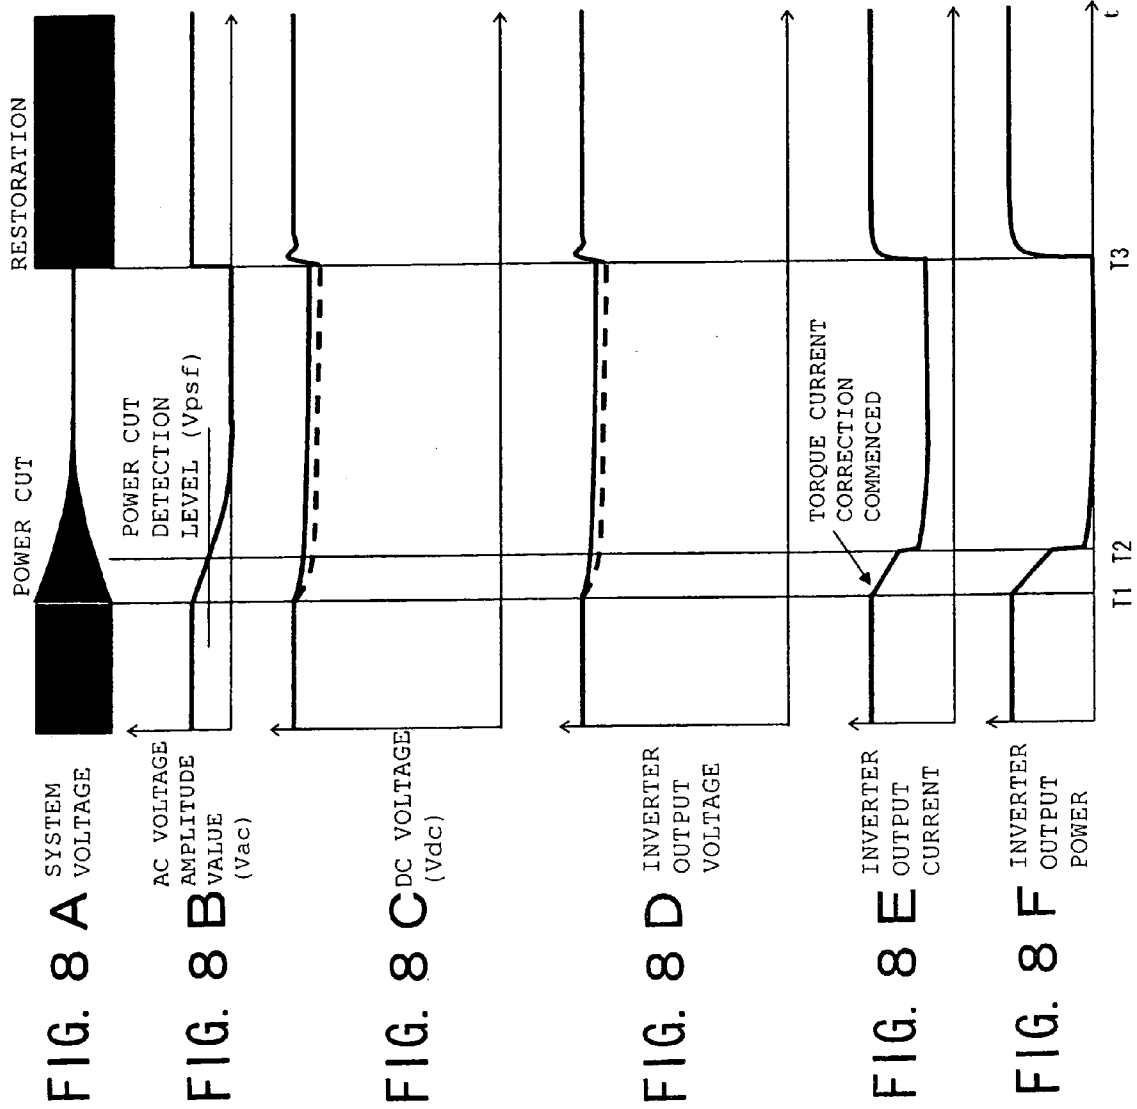 POWER CUT
RESTORATION
FIG. 8 A
SYSTEM
VOLTAGE
FIG. 8 B
AC VOLTAGE
AMPLITUDE
VALUE
(Vac)
POWER CUT
DETECTION
LEVEL (Vpsf)
FIG. 8 C
DC VOLTAGE
(Vdc)
FIG. 8 D
INVERTER
OUTPUT
VOLTAGE
FIG. 8 E
INVERTER
OUTPUT
CURRENT
TORQUE CURRENT
CORRECTION
COMMENCED
FIG. 8 F
INVERTER
OUTPUT
POWER
T1
T2
T3
t